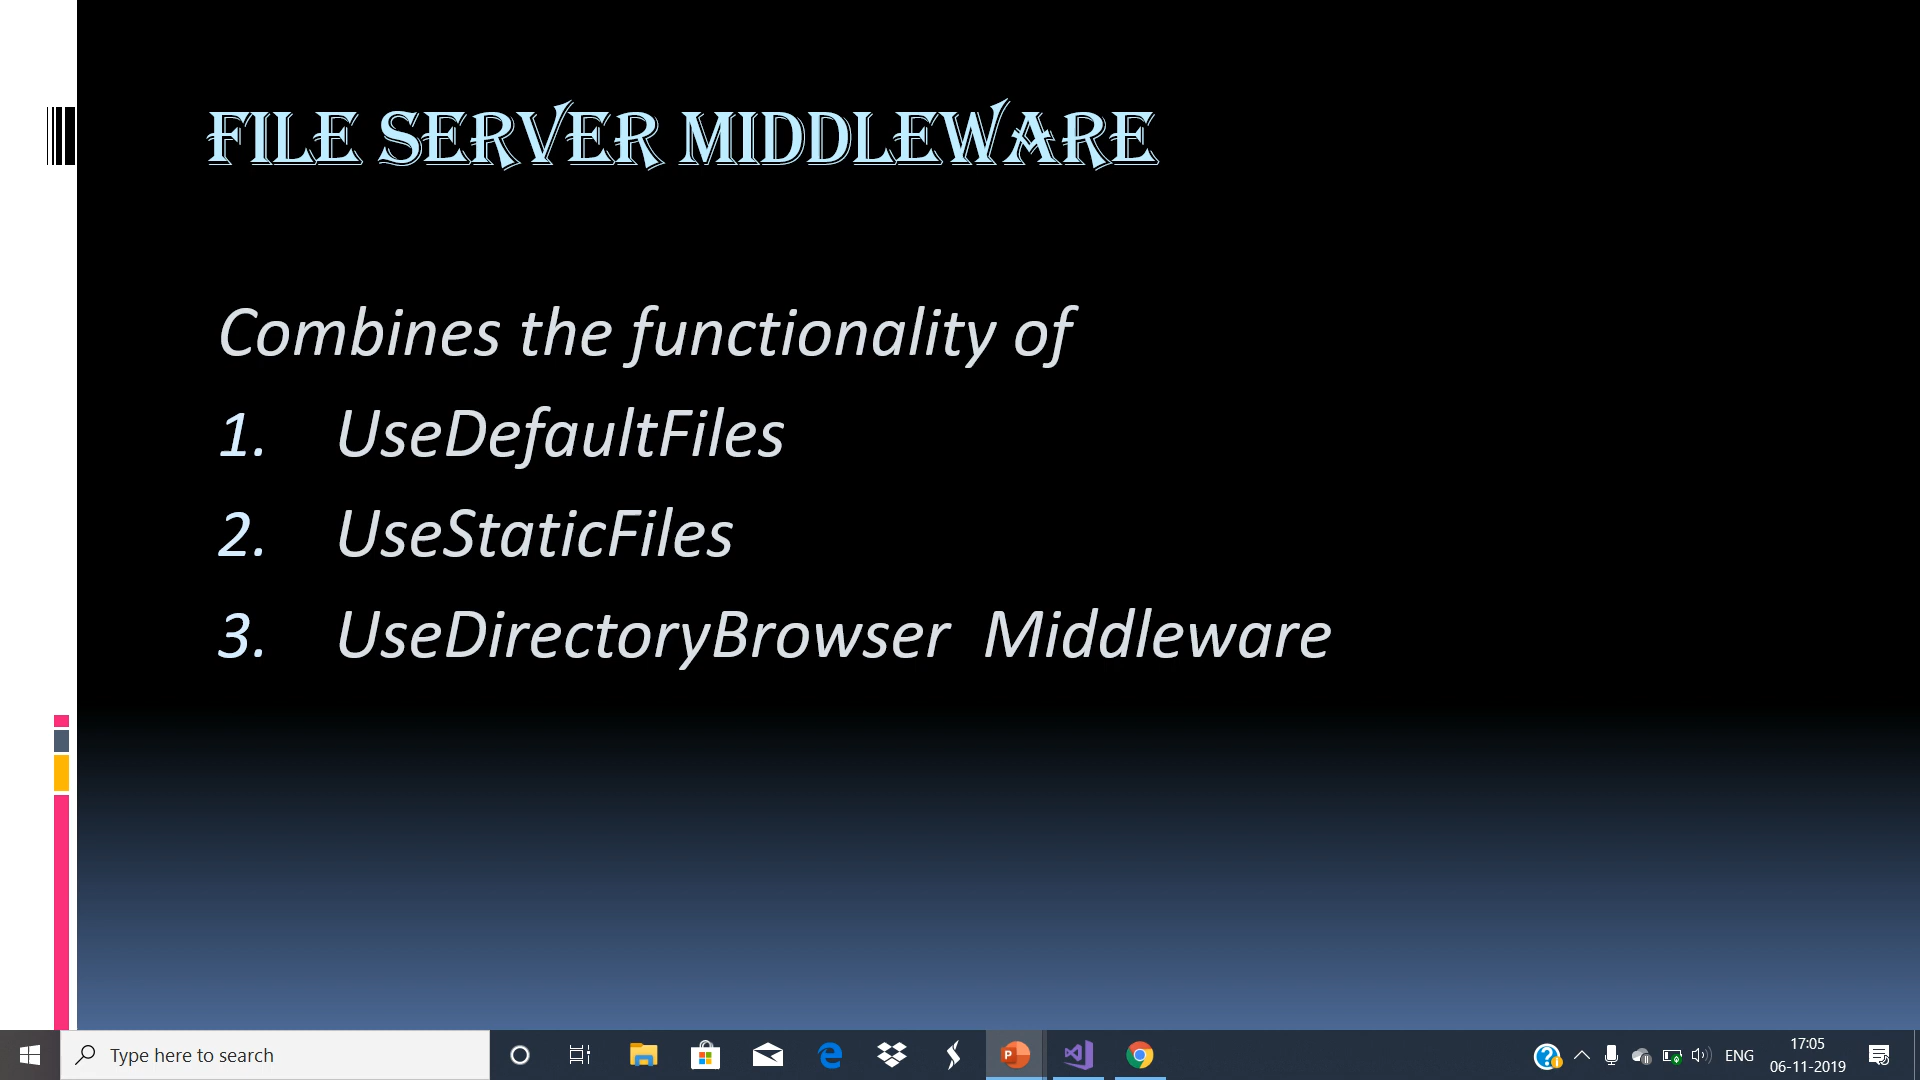 FILE SERVER MIDDLEWARE
Combines the functionality of
1. UseDefaultFiles
2. UseStaticFiles
3. UseDirectoryBrowser Middleware
Type here to search
ENG
17:05
06-11-2019